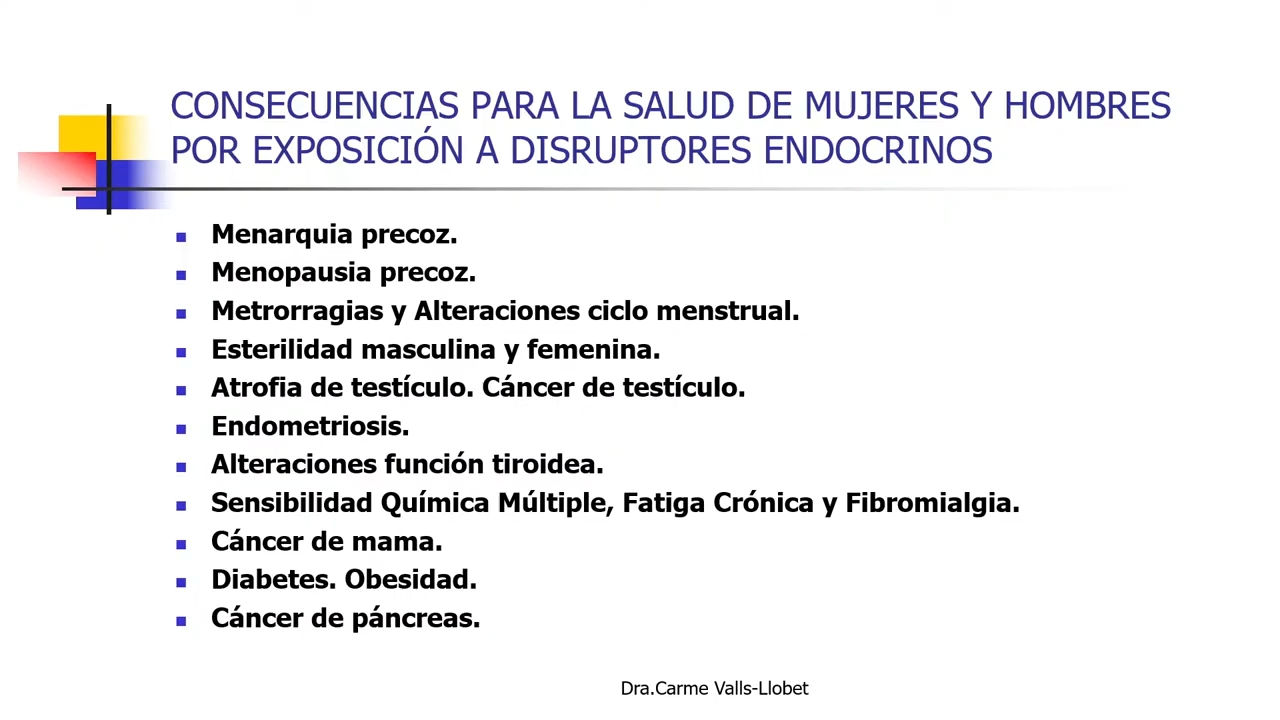 CONSECUENCIAS PARA LA SALUD DE MUJERES Y HOMBRES
POR EXPOSICIÓN A DISRUPTORES ENDOCRINOS
Menarquia precoz.
Menopausia precoz.
Metrorragias y Alteraciones ciclo menstrual.
Esterilidad masculina y femenina.
Atrofia de testículo. Cáncer de testículo.
Endometriosis.
Alteraciones función tiroidea.
Sensibilidad Química Múltiple, Fatiga Crónica y Fibromialgia.
Cáncer de mama.
Diabetes. Obesidad.
Cáncer de páncreas.
Dra.Carme Valls-Llobet